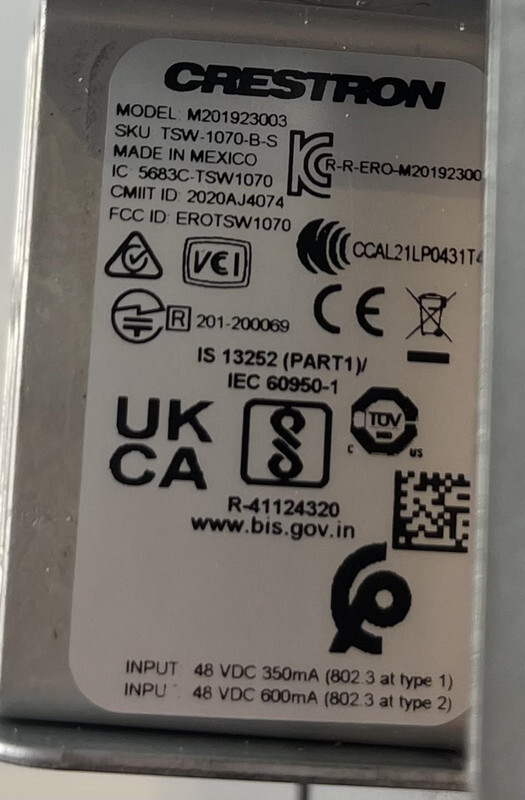 CRESTRON
MODEL: M201923003
SKU TSW-1070-B-S
MADE IN MEXICO
IC: 5683C-TSW1070
CMIIT ID: 2020AJ4074
FCC ID: EROTSW1070
R-R-ERO-M20192300
CCAL21LP0431T4
VCI
CE
R 201-200069
IS 13252 (PART1)/
IEC 60950-1
UK
CA
TÜV
C US
R-41124320
www.bis.gov.in
INPUT 48 VDC 350mA (802.3 at type 1)
INPU : 48 VDC 600mA (802.3 at type 2)